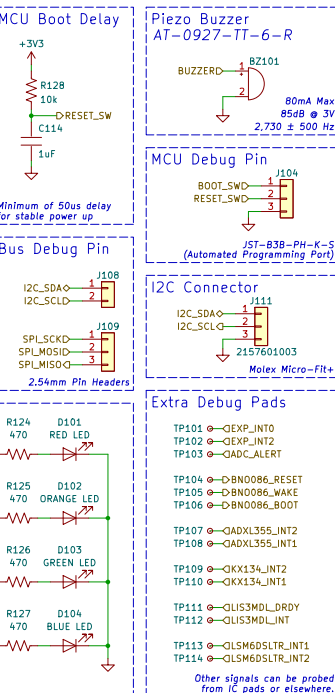 MCU Boot Delay
+3V3
R128
10k
RESET_SW
C114
1uF
Minimum of 50us delay
for stable power up
Piezo Buzzer
AT-0927-TT-6-R
BZ101
BUZZER
1
2
80mA Max
85dB @ 3V
2,730 ± 500 Hz
MCU Debug Pin
J104
BOOT_SW 1
RESET_SW 2
3
JST-B3B-PH-K-S
(Automated Programming Port)
Bus Debug Pin
J108
I2C_SDA 1
I2C_SCL 2
J109
SPI_SCK 1
SPI_MOSI 2
SPI_MISO 3
2.54mm Pin Headers
I2C Connector
J111
I2C_SDA 1
I2C_SCL 2
3
2157601003
Molex Micro-Fit+
R124 D101
470 RED LED
R125 D102
470 ORANGE LED
R126 D103
470 GREEN LED
R127 D104
470 BLUE LED
Extra Debug Pads
TP101 EXP_INT0
TP102 EXP_INT2
TP103 ADC_ALERT
TP104 BNO086_RESET
TP105 BNO086_WAKE
TP106 BNO086_BOOT
TP107 ADXL355_INT2
TP108 ADXL355_INT1
TP109 KX134_INT2
TP110 KX134_INT1
TP111 LIS3MDL_DRDY
TP112 LIS3MDL_INT
TP113 LSM6DSLTR_INT1
TP114 LSM6DSLTR_INT2
Other signals can be probed
from IC pads or elsewhere.